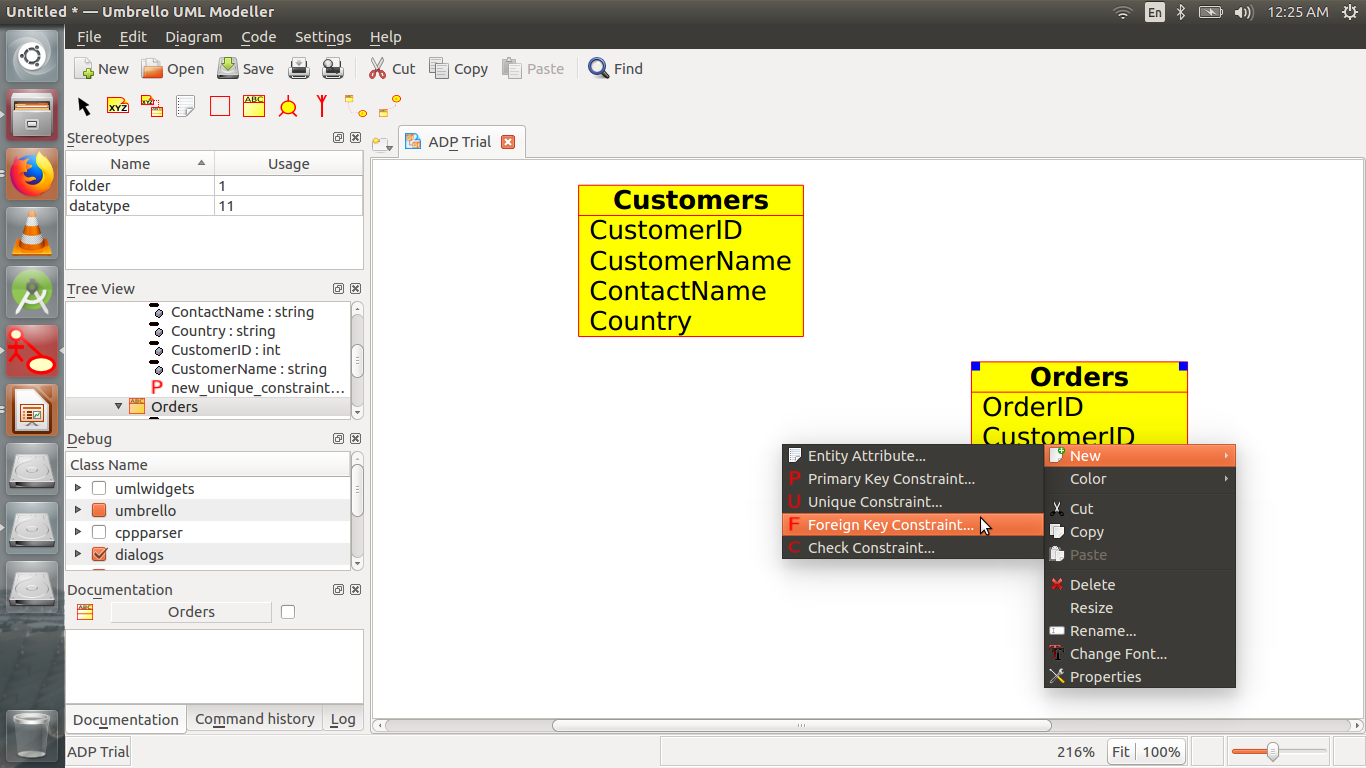 Untitled * — Umbrello UML Modeller
En
12:25 AM
File Edit Diagram Code Settings Help
New Open Save Cut Copy Paste Find
XYZ XYZ ABC
Stereotypes
ADP Trial
Name Usage
folder 1
datatype 11
Tree View
ContactName : string
Country : string
CustomerID : int
CustomerName : string
P new_unique_constraint...
Orders
Debug
Class Name
umlwidgets
umbrello
cppparser
dialogs
Documentation
ABC Orders
Documentation Command history Log
Customers
CustomerID
CustomerName
ContactName
Country
Orders
OrderID
CustomerID
Entity Attribute...
P Primary Key Constraint...
U Unique Constraint...
F Foreign Key Constraint...
C Check Constraint...
New
Color
Cut
Copy
Paste
Delete
Resize
Rename...
Change Font...
Properties
ADP Trial
216% Fit 100%